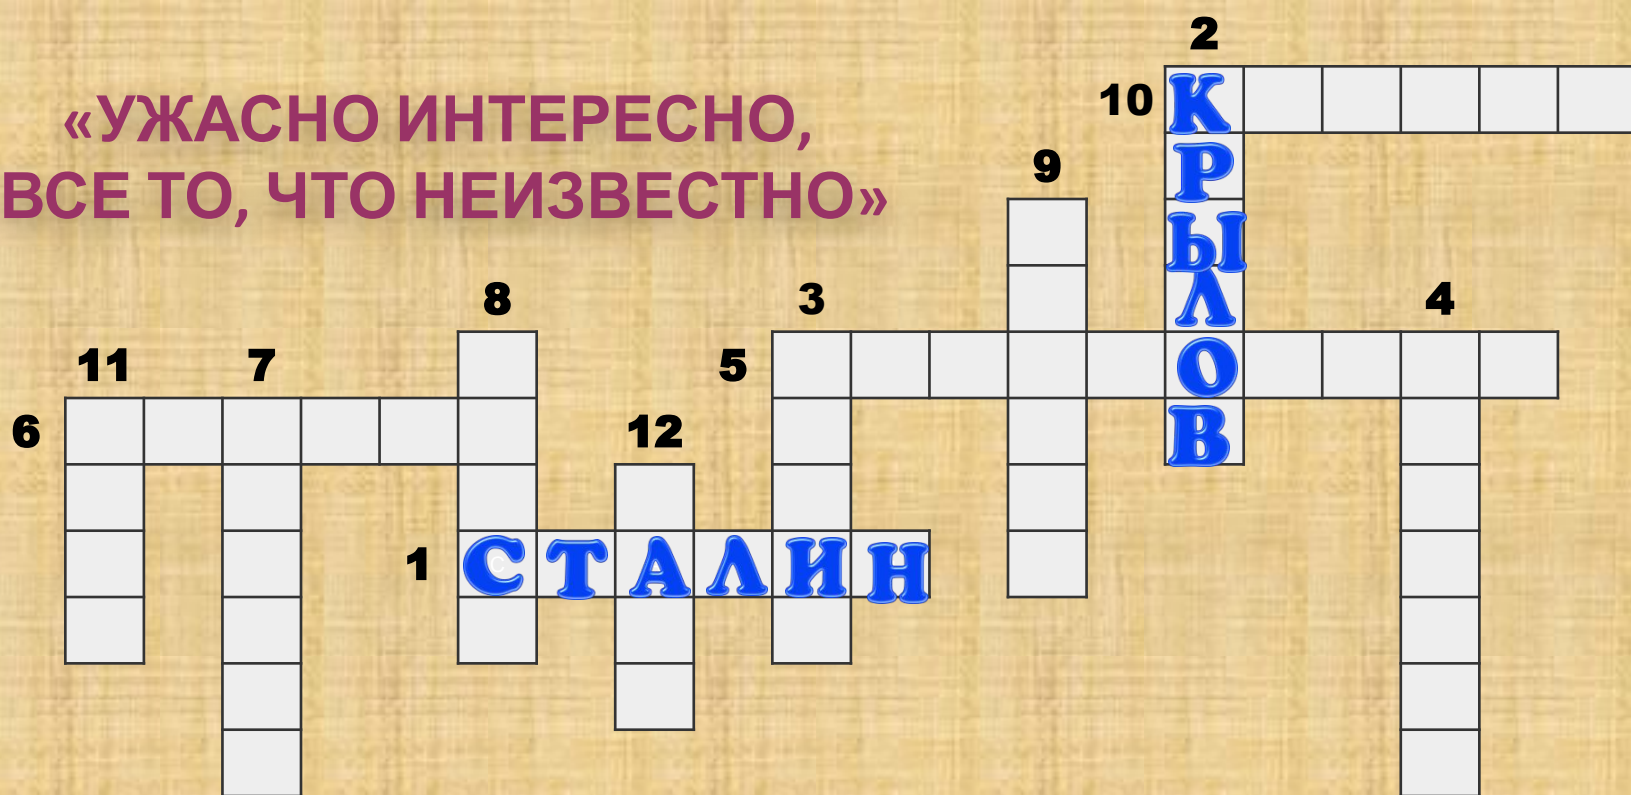 2
10 К
«УЖАСНО ИНТЕРЕСНО,
Р
9
ВСЕ ТО, ЧТО НЕИЗВЕСТНО»
Ы
8 3 Л 4
11 7 5 О
6 12 В
1 СТАЛИН